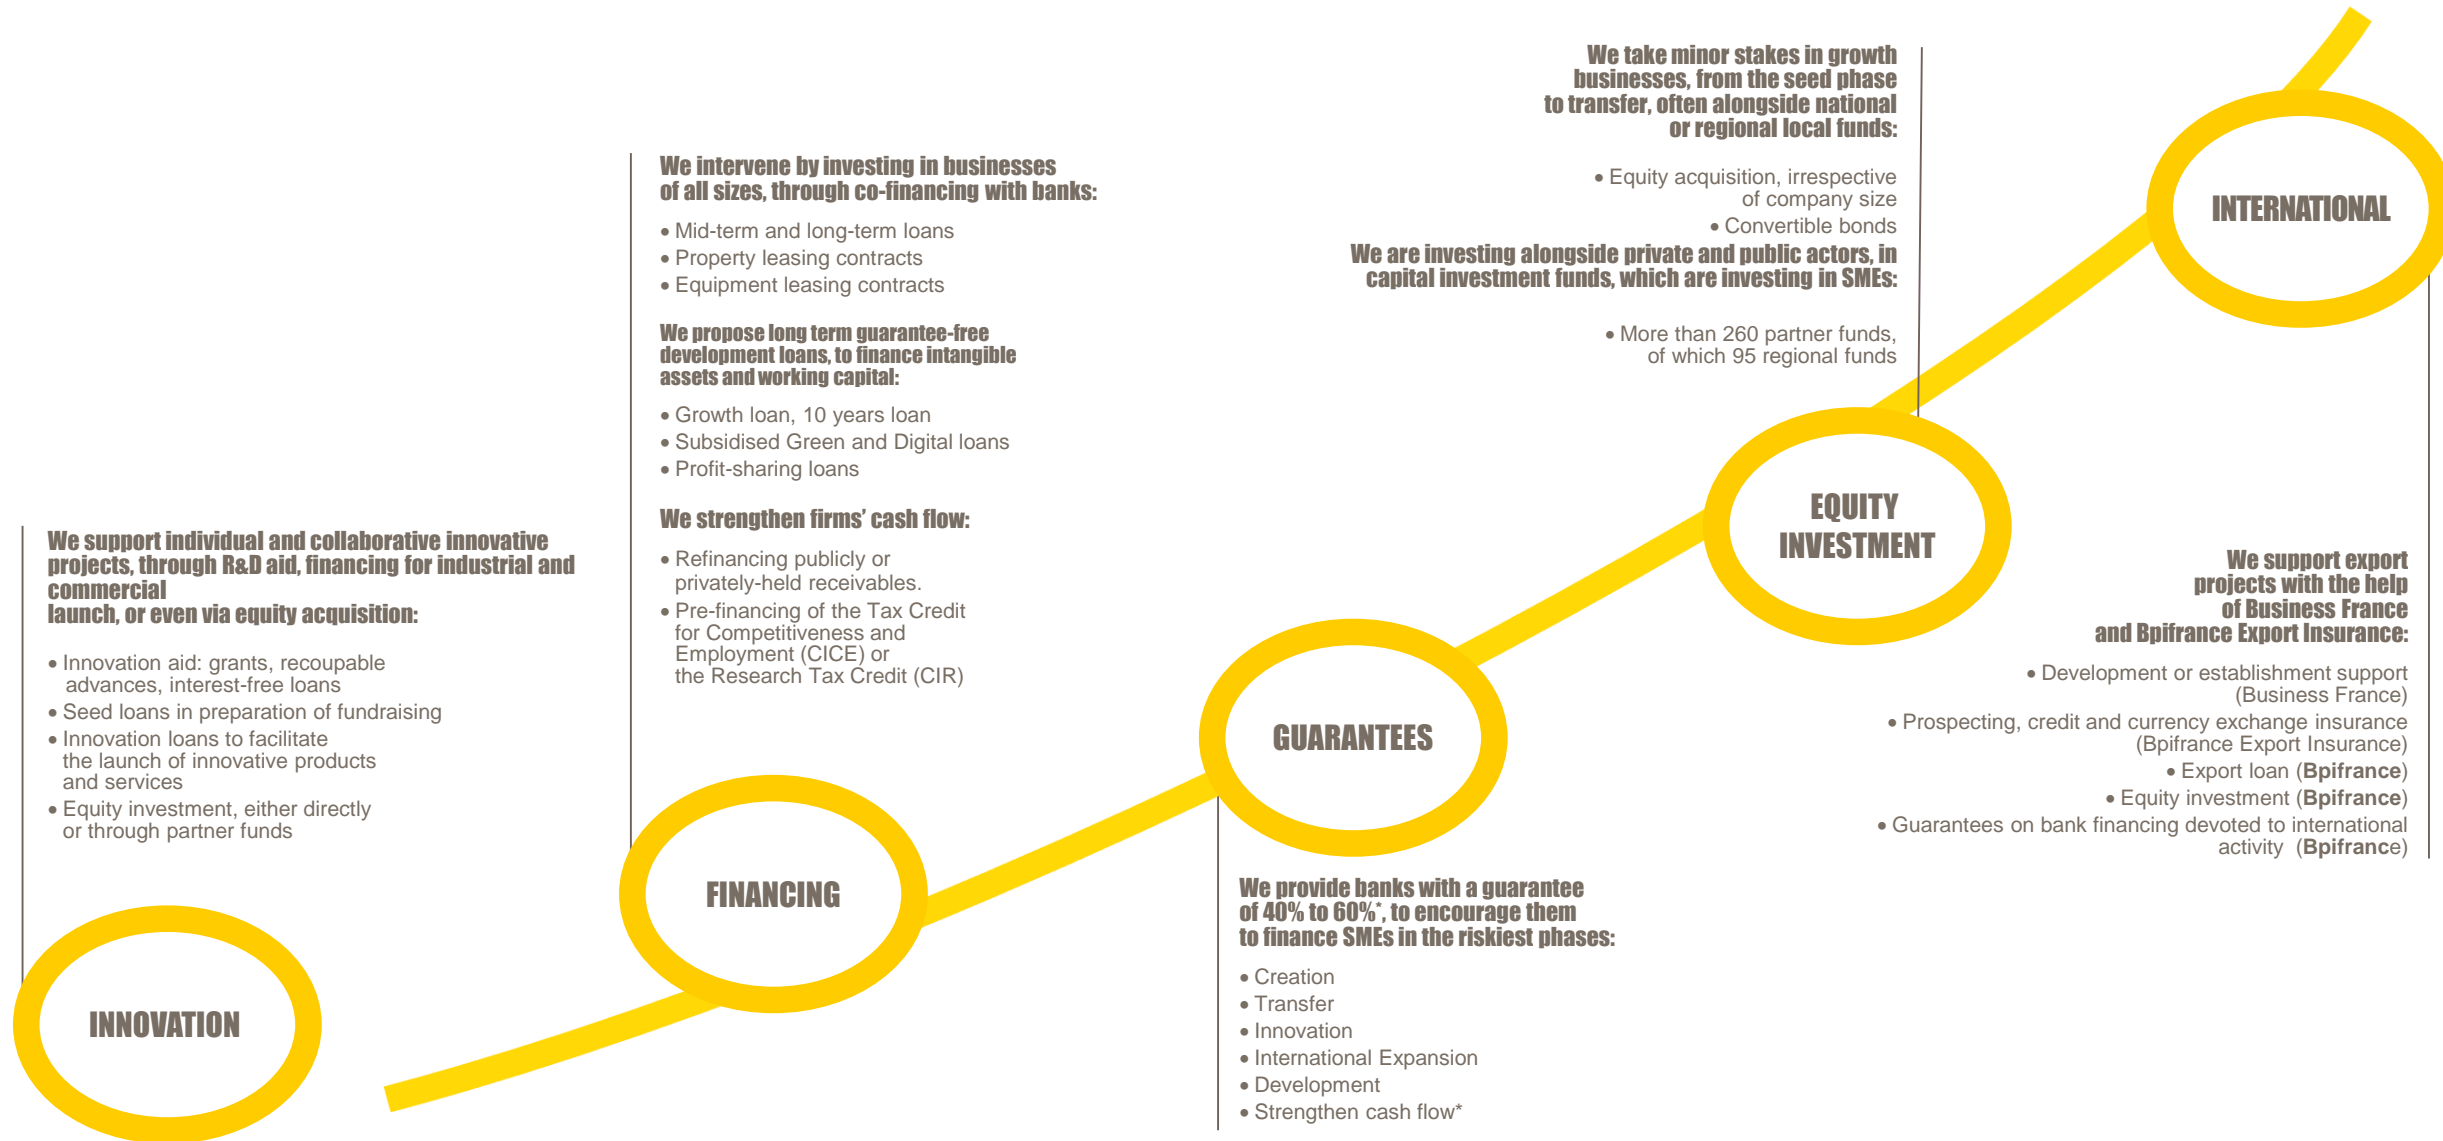 We support individual and collaborative innovative
projects, through R&D aid, financing for industrial and
commercial
launch, or even via equity acquisition:
• Innovation aid: grants, recoupable
advances, interest-free loans
• Seed loans in preparation of fundraising
• Innovation loans to facilitate
the launch of innovative products
and services
• Equity investment, either directly
or through partner funds
INNOVATION
We intervene by investing in businesses
of all sizes, through co-financing with banks:
• Mid-term and long-term loans
• Property leasing contracts
• Equipment leasing contracts
We propose long term guarantee-free
development loans, to finance intangible
assets and working capital:
• Growth loan, 10 years loan
• Subsidised Green and Digital loans
• Profit-sharing loans
We strengthen firms’ cash flow:
• Refinancing publicly or
privately-held receivables.
• Pre-financing of the Tax Credit
for Competitiveness and
Employment (CICE) or
the Research Tax Credit (CIR)
FINANCING
GUARANTEES
We provide banks with a guarantee
of 40% to 60%*, to encourage them
to finance SMEs in the riskiest phases:
• Creation
• Transfer
• Innovation
• International Expansion
• Development
• Strengthen cash flow*
We take minor stakes in growth
businesses, from the seed phase
to transfer, often alongside national
or regional local funds:
• Equity acquisition, irrespective
of company size
• Convertible bonds
We are investing alongside private and public actors, in
capital investment funds, which are investing in SMEs:
• More than 260 partner funds,
of which 95 regional funds
EQUITY
INVESTMENT
INTERNATIONAL
We support export
projects with the help
of Business France
and Bpifrance Export Insurance:
• Development or establishment support
(Business France)
• Prospecting, credit and currency exchange insurance
(Bpifrance Export Insurance)
• Export loan (Bpifrance)
• Equity investment (Bpifrance)
• Guarantees on bank financing devoted to international
activity (Bpifrance)